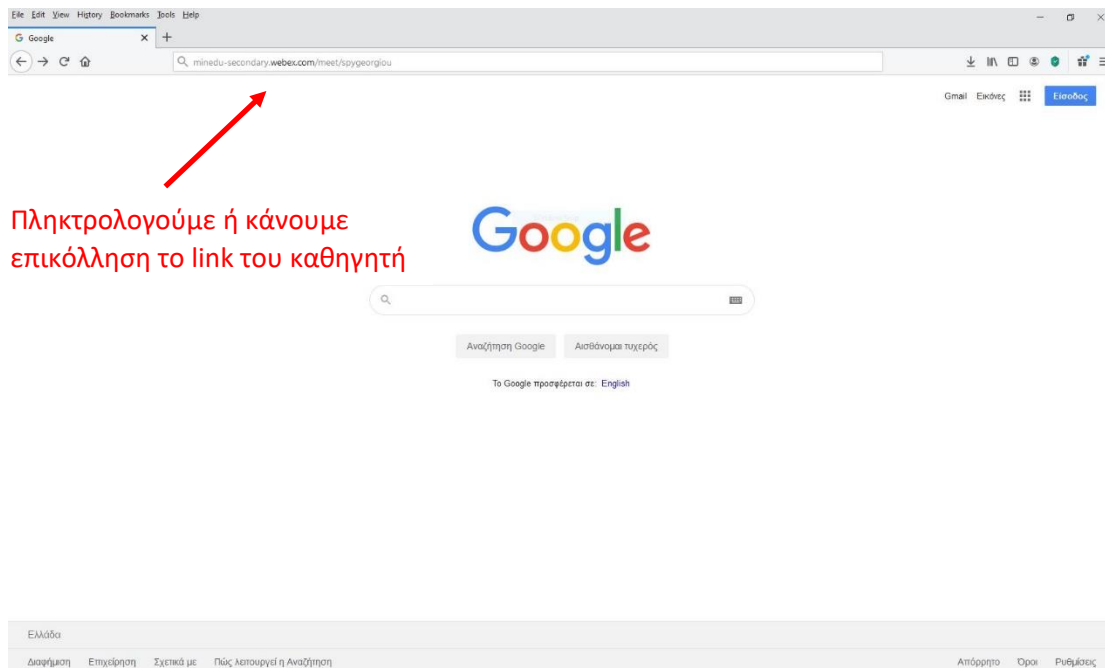 File Edit View History Bookmarks Tools Help
G Google
minedu-secondary.webex.com/meet/spygeorgiou
Gmail Εικόνες Είσοδος
Πληκτρολογούμε ή κάνουμε
επικόλληση το link του καθηγητή
Google
Αναζήτηση Google Αισθάνομαι τυχερός
Το Google προσφέρεται σε: English
Ελλάδα
Διαφήμιση Επιχείρηση Σχετικά με Πώς λειτουργεί η Αναζήτηση Απόρρητο Όροι Ρυθμίσεις